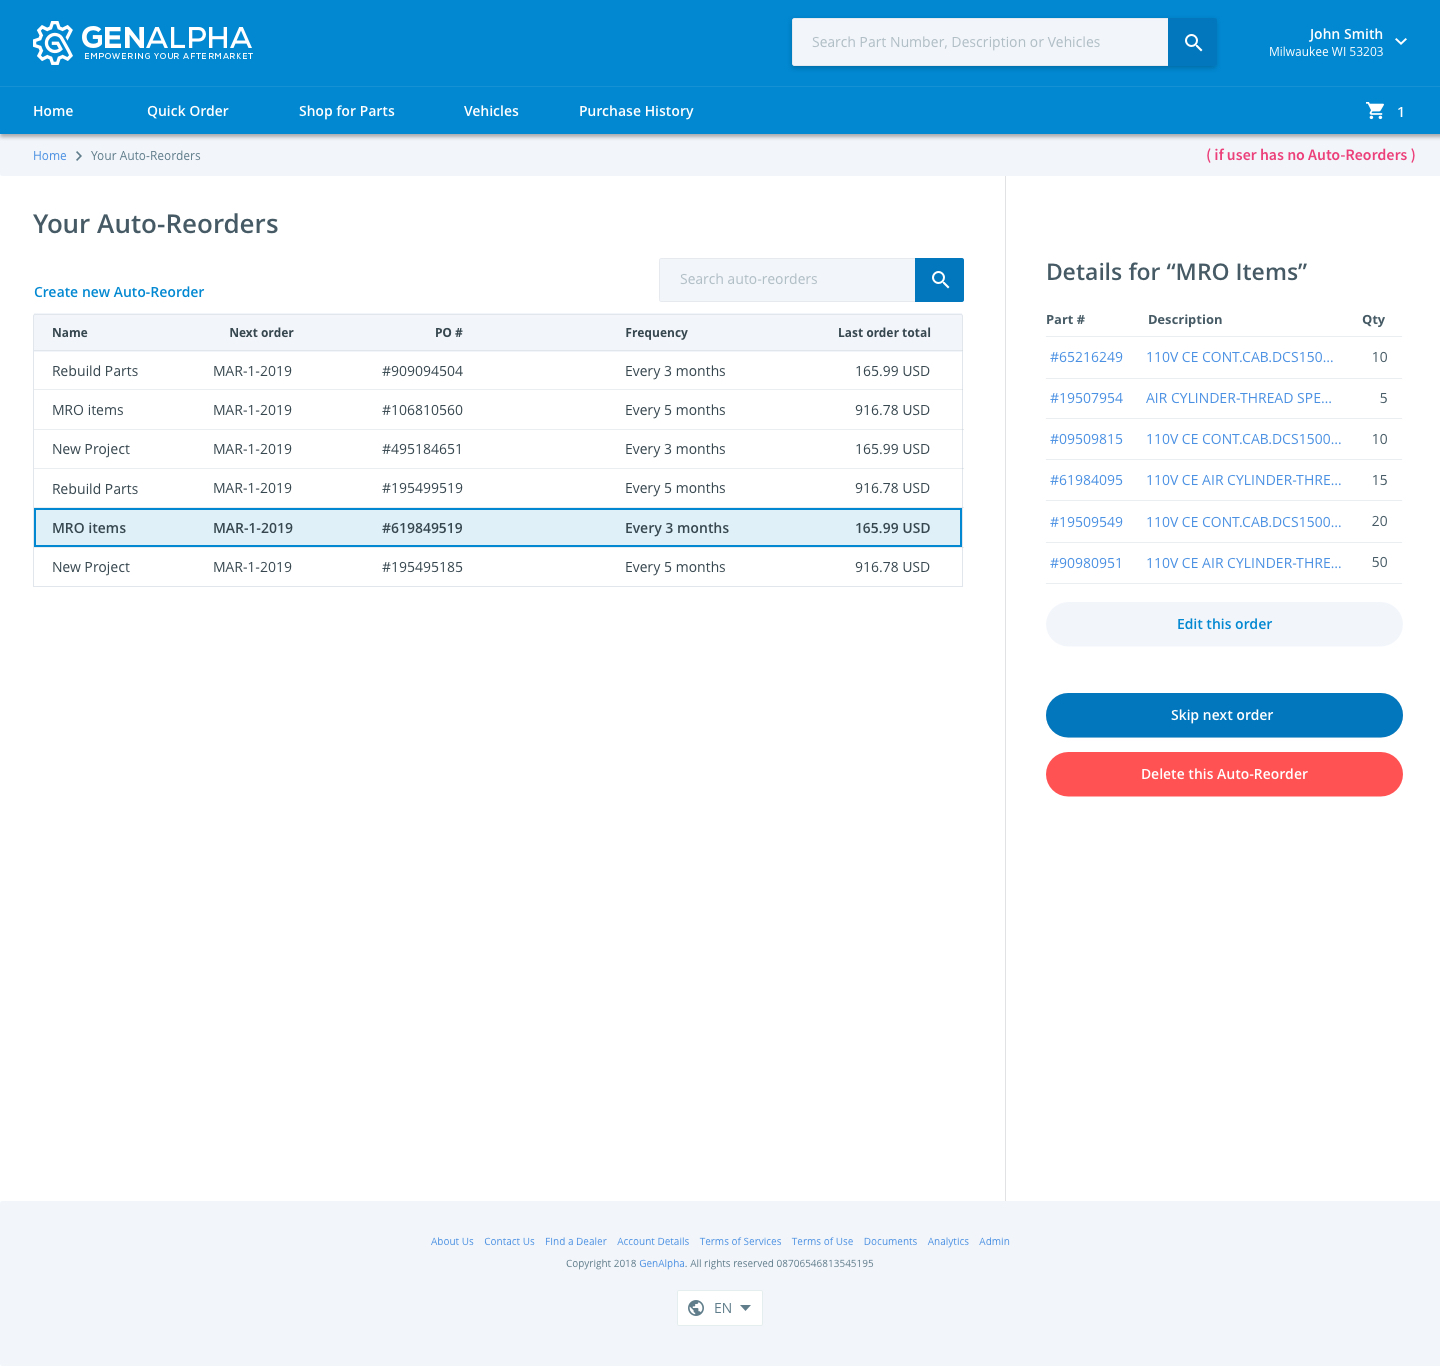 GENALPHA
EMPOWERING YOUR AFTERMARKET
Search Part Number, Description or Vehicles
John Smith
Milwaukee WI 53203
Home Quick Order Shop for Parts Vehicles Purchase History 1
Home Your Auto-Reorders ( if user has no Auto-Reorders )
Your Auto-Reorders
Create new Auto-Reorder
Search auto-reorders
Name Next order PO # Frequency Last order total
Rebuild Parts MAR-1-2019 #909094504 Every 3 months 165.99 USD
MRO items MAR-1-2019 #106810560 Every 5 months 916.78 USD
New Project MAR-1-2019 #495184651 Every 3 months 165.99 USD
Rebuild Parts MAR-1-2019 #195499519 Every 5 months 916.78 USD
MRO items MAR-1-2019 #619849519 Every 3 months 165.99 USD
New Project MAR-1-2019 #195495185 Every 5 months 916.78 USD
Details for “MRO Items”
Part # Description Qty
#65216249 110V CE CONT.CAB.DCS150... 10
#19507954 AIR CYLINDER-THREAD SPE... 5
#09509815 110V CE CONT.CAB.DCS1500... 10
#61984095 110V CE AIR CYLINDER-THRE... 15
#19509549 110V CE CONT.CAB.DCS1500... 20
#90980951 110V CE AIR CYLINDER-THRE... 50
Edit this order
Skip next order
Delete this Auto-Reorder
About Us Contact Us Find a Dealer Account Details Terms of Services Terms of Use Documents Analytics Admin
Copyright 2018 GenAlpha. All rights reserved 08706546813545195
EN